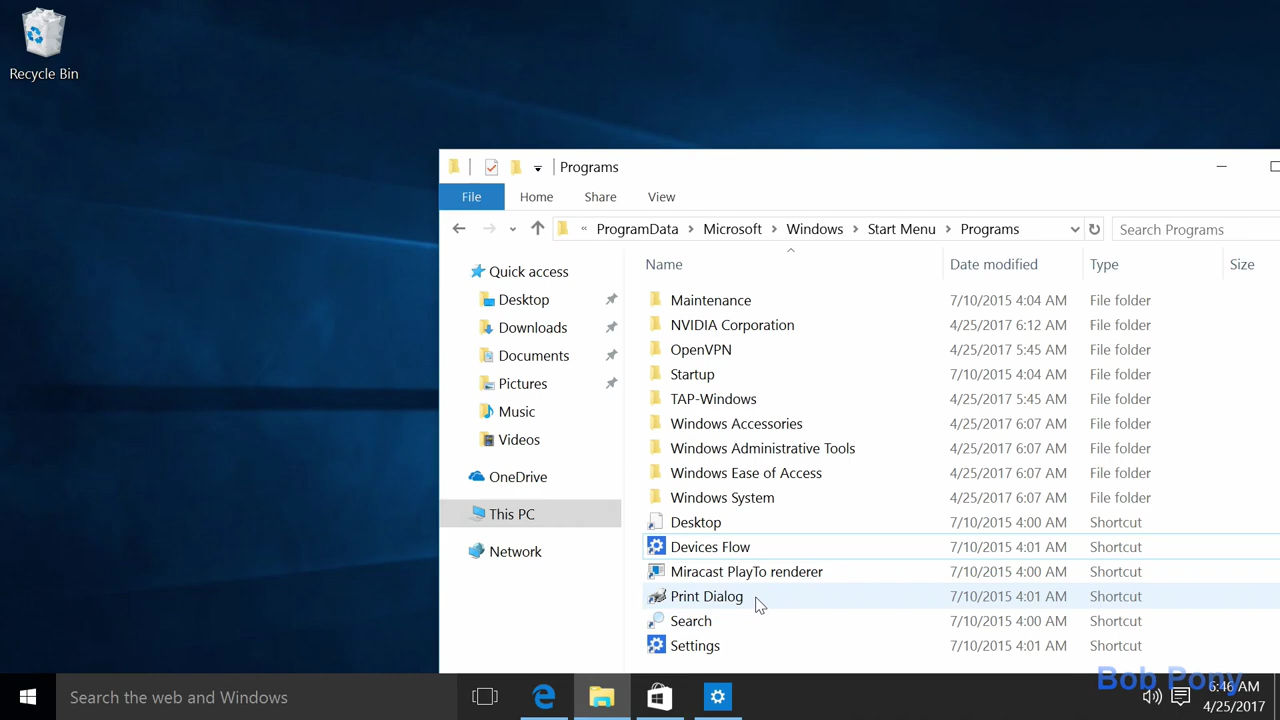 Recycle Bin
Programs
File Home Share View
« ProgramData Microsoft Windows Start Menu Programs Search Programs
Name Date modified Type Size
Quick access
Desktop
Downloads
Documents
Pictures
Music
Videos
OneDrive
This PC
Network
Maintenance 7/10/2015 4:04 AM File folder
NVIDIA Corporation 4/25/2017 6:12 AM File folder
OpenVPN 4/25/2017 5:45 AM File folder
Startup 7/10/2015 4:04 AM File folder
TAP-Windows 4/25/2017 5:45 AM File folder
Windows Accessories 4/25/2017 6:07 AM File folder
Windows Administrative Tools 4/25/2017 6:07 AM File folder
Windows Ease of Access 4/25/2017 6:07 AM File folder
Windows System 4/25/2017 6:07 AM File folder
Desktop 7/10/2015 4:00 AM Shortcut
Devices Flow 7/10/2015 4:01 AM Shortcut
Miracast PlayTo renderer 7/10/2015 4:00 AM Shortcut
Print Dialog 7/10/2015 4:01 AM Shortcut
Search 7/10/2015 4:00 AM Shortcut
Settings 7/10/2015 4:01 AM Shortcut
Bob Pony
Search the web and Windows
6:46 AM
4/25/2017